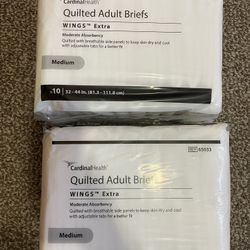 CardinalHealth™
Quilted Adult Briefs
WINGS™ Extra
Moderate Absorbency
Quilted with breathable side panels to keep skin dry and cool
with adjustable tabs for a better fit
Medium
10
32 - 44 in. (81.3 - 111.8 cm)
CardinalHealth™
Quilted Adult Briefs
WINGS™ Extra
Moderate Absorbency
Quilted with breathable side panels to keep skin dry and cool
with adjustable tabs for a better fit
Medium